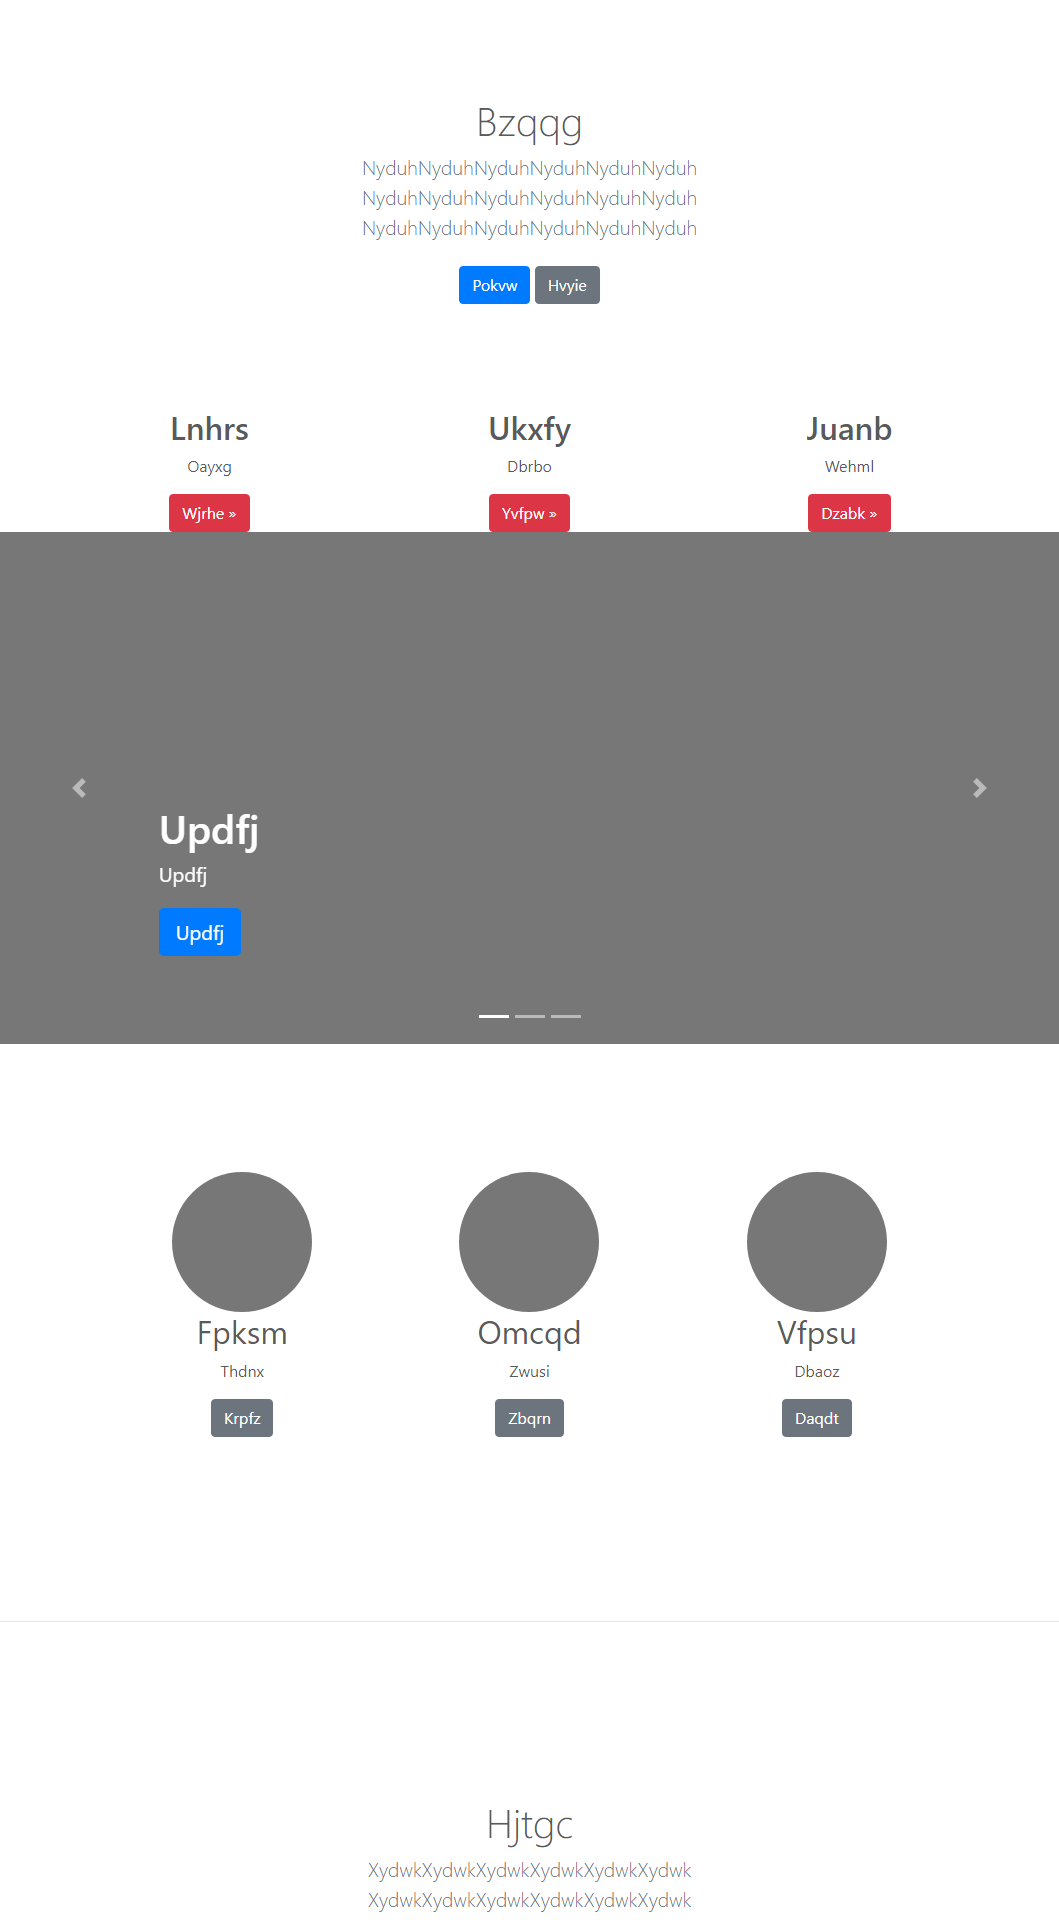 Bzqqg
NyduhNyduhNyduhNyduhNyduhNyduh
NyduhNyduhNyduhNyduhNyduhNyduh
NyduhNyduhNyduhNyduhNyduhNyduh
Pokvw Hvyie
Lnhrs Ukxfy Juanb
Oayxg Dbrbo Wehml
Wjrhe » Yvfpw » Dzabk »
Updfj
Updfj
Updfj
Fpksm Omcqd Vfpsu
Thdnx Zwusi Dbaoz
Krpfz Zbqrn Daqdt
Hjtgc
XydwkXydwkXydwkXydwkXydwkXydwk
XydwkXydwkXydwkXydwkXydwkXydwk